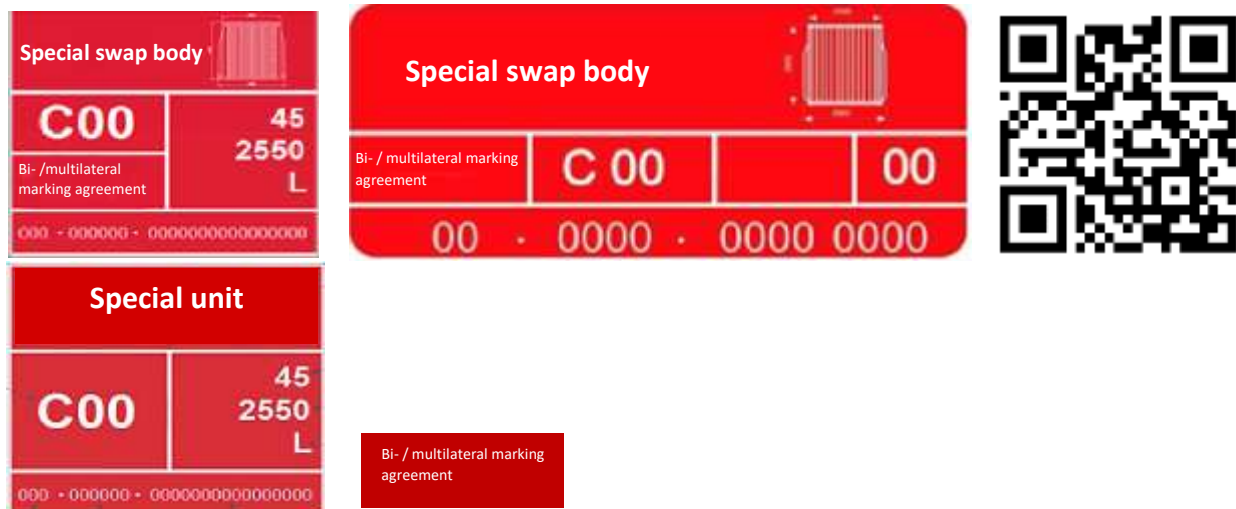 Special swap body
C00
45
2550
L
Bi- /multilateral
marking agreement
000 - 000000 - 0000000000000000
Special swap body
Bi- / multilateral marking
agreement
C 00
00
00 · 0000 · 0000 0000
Special unit
C00
45
2550
L
000 - 000000 - 0000000000000000
Bi- / multilateral marking
agreement